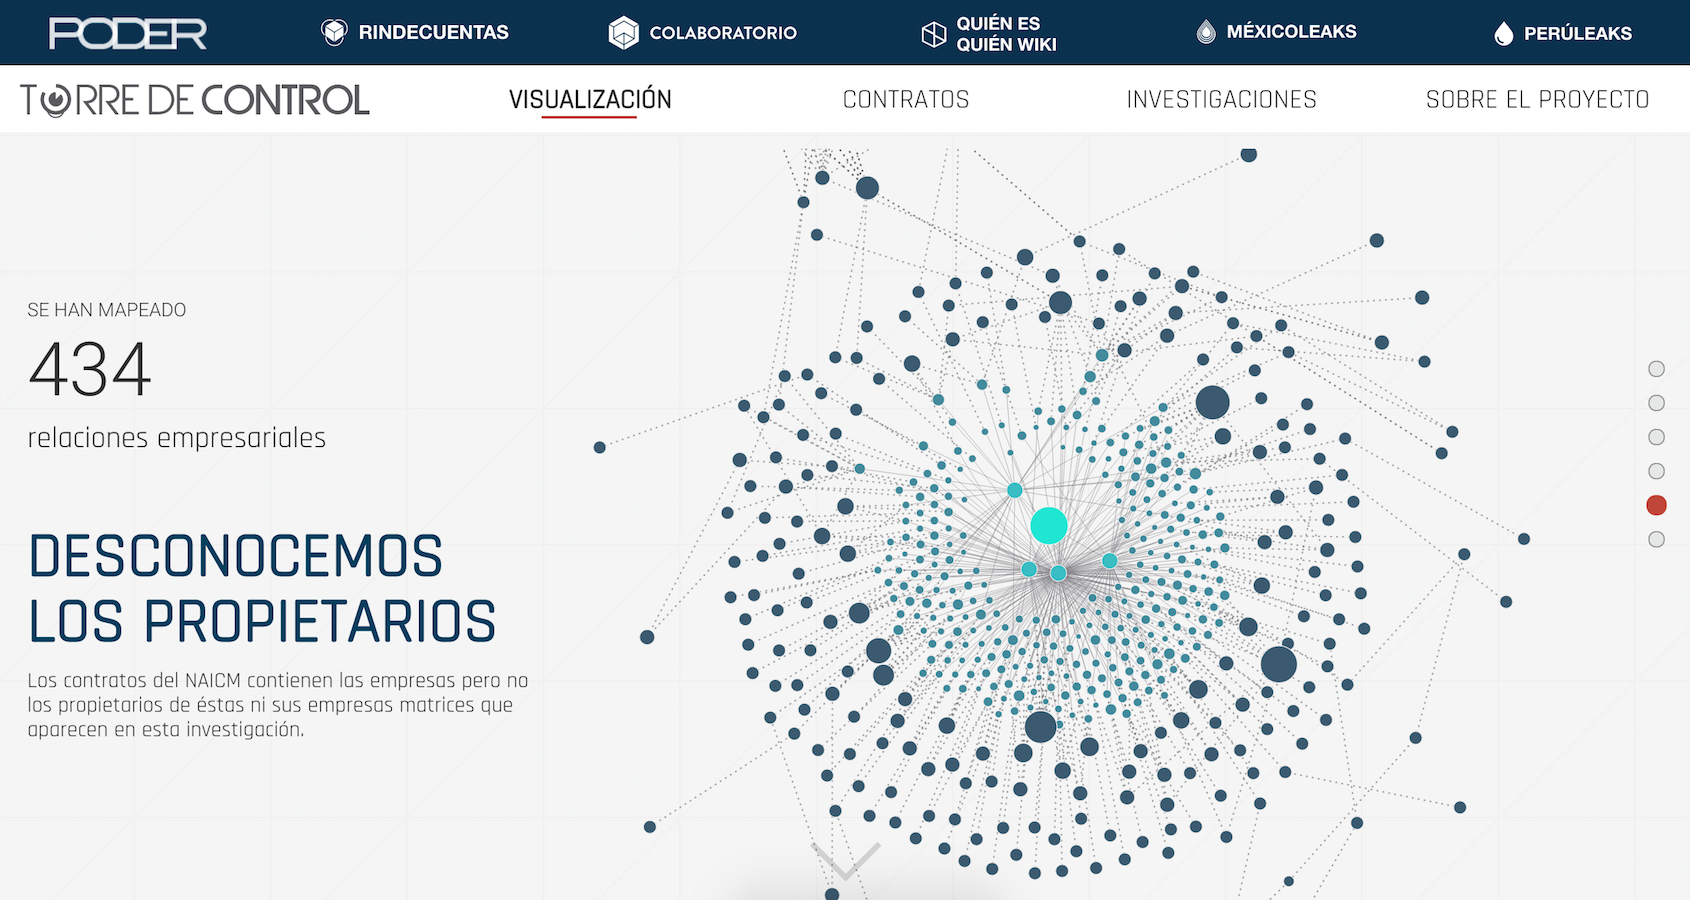 PODER
RINDECUENTAS
COLABORATORIO
QUIÉN ES
QUIÉN WIKI
MÉXICOLEAKS
PERÚLEAKS
TORRE DE CONTROL
VISUALIZACIÓN
CONTRATOS
INVESTIGACIONES
SOBRE EL PROYECTO
SE HAN MAPEADO
434
relaciones empresariales
DESCONOCEMOS
LOS PROPIETARIOS
Los contratos del NAICM contienen las empresas pero no
los propietarios de éstas ni sus empresas matrices que
aparecen en esta investigación.